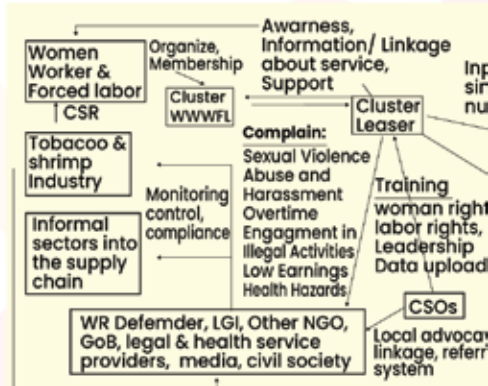 Awarness,
Information/ Linkage
about service,
Support
Women
Worker &
Forced labor
Organize,
Membership
Cluster
WWWFL
CSR
Cluster
Leaser
Tobacoo &
shrimp
Industry
Complain:
Sexual Violence
Abuse and
Harassment
Overtime
Engagment in
Illegal Activities
Low Earnings
Health Hazards
Monitoring
control,
compliance
Informal
sectors into
the supply
chain
Training
woman right
labor rights,
Leadership
Data upload
CSOs
WR Defemder, LGI, Other NGO,
GoB, legal & health service
providers, media, civil society
Local advocay
linkage, referr
system